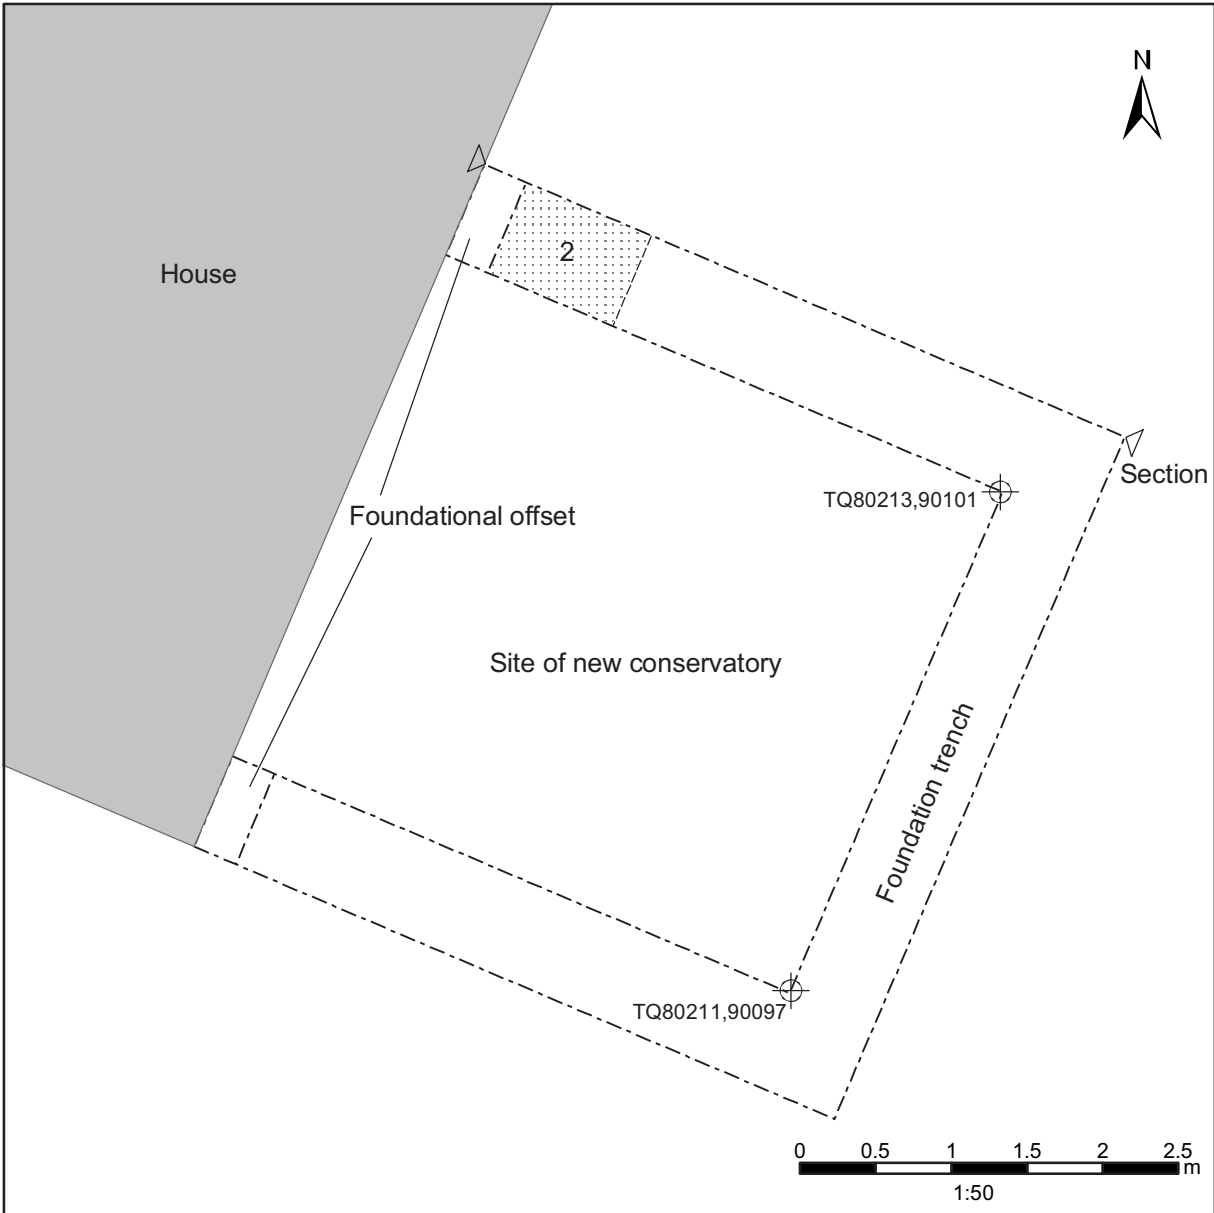 N
House
2
Section
TQ80213,90101
Foundational offset
Site of new conservatory
Foundation trench
TQ80211,90097
0 0.5 1 1.5 2 2.5
m
1:50